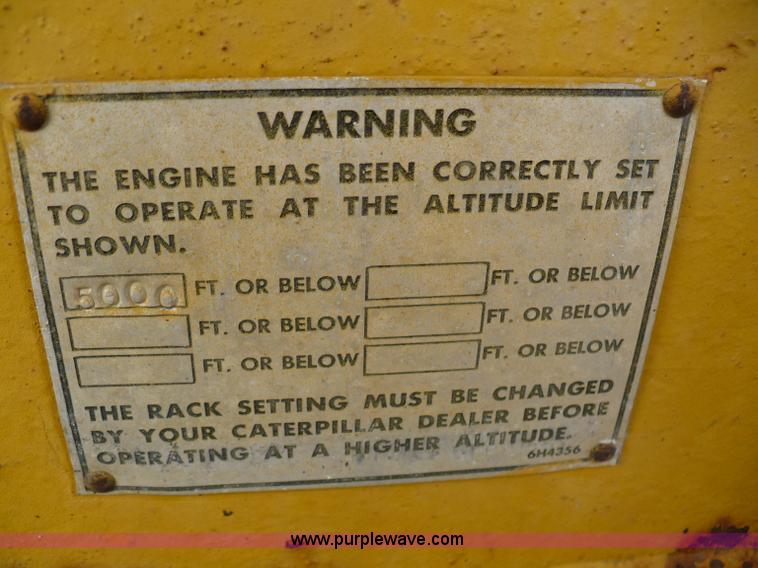 WARNING
THE ENGINE HAS BEEN CORRECTLY SET
TO OPERATE AT THE ALTITUDE LIMIT
SHOWN.
5000 FT. OR BELOW FT. OR BELOW
FT. OR BELOW FT. OR BELOW
FT. OR BELOW FT. OR BELOW
THE RACK SETTING MUST BE CHANGED
BY YOUR CATERPILLAR DEALER BEFORE
OPERATING AT A HIGHER ALTITUDE.
6H4356
www.purplewave.com